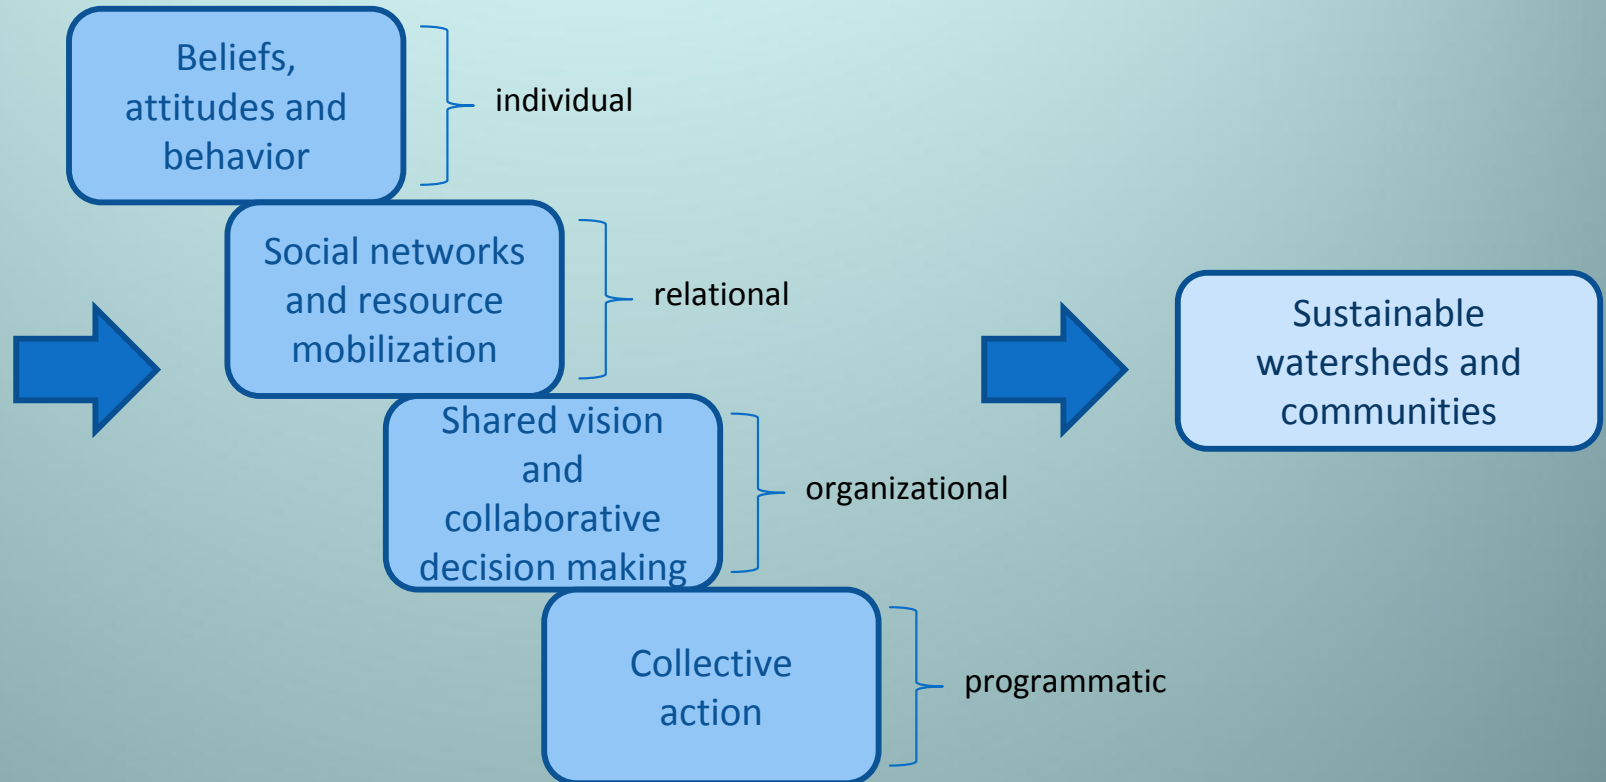 Beliefs,
attitudes and
behavior
individual
Social networks
and resource
mobilization
relational
Shared vision
and
collaborative
decision making
organizational
Collective
action
programmatic
Sustainable
watersheds and
communities